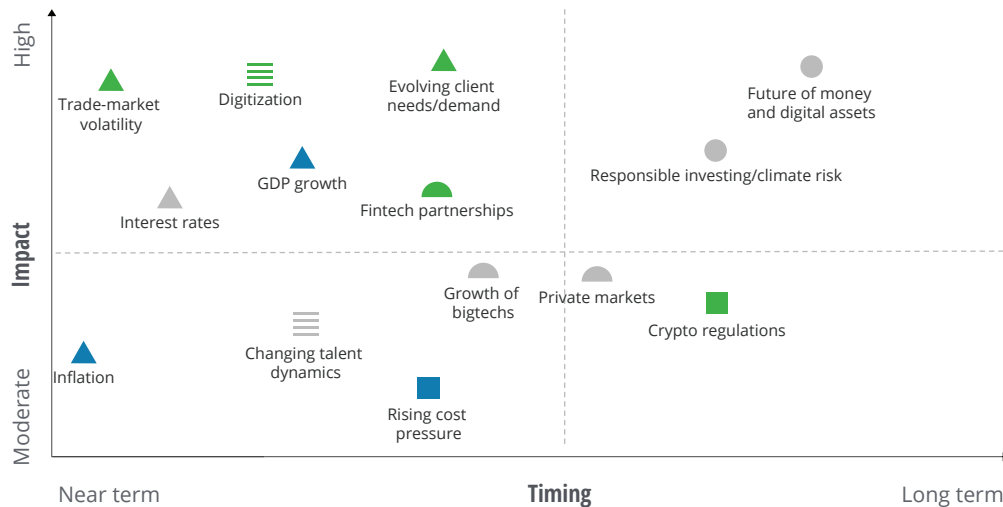 High
Trade-market
volatility
Digitization
Evolving client
needs/demand
Future of money
and digital assets
GDP growth
Responsible investing/climate risk
Interest rates
Fintech partnerships
Impact
Growth of
bigtechs
Private markets
Crypto regulations
Changing talent
dynamics
Inflation
Rising cost
pressure
Moderate
Near term
Timing
Long term